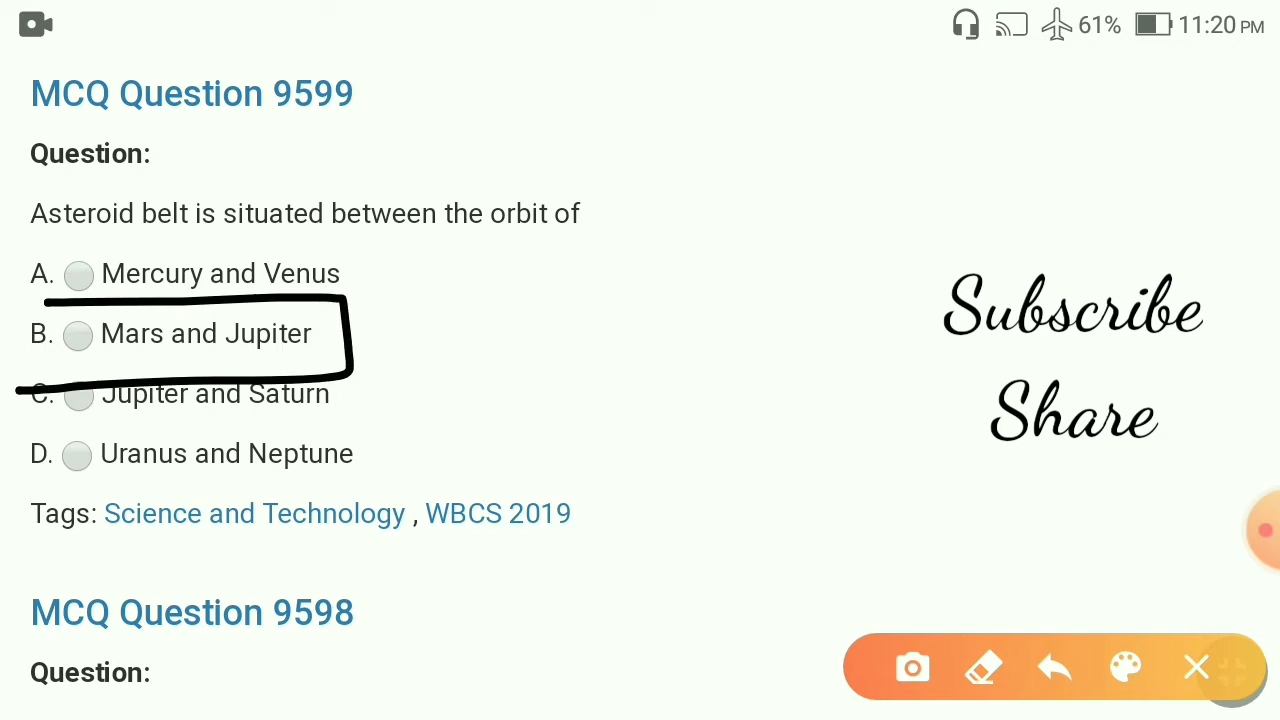 61% 11:20 PM
MCQ Question 9599
Question:
Asteroid belt is situated between the orbit of
A. Mercury and Venus
B. Mars and Jupiter
C. Jupiter and Saturn
D. Uranus and Neptune
Tags: Science and Technology , WBCS 2019
MCQ Question 9598
Question:
Subscribe
Share